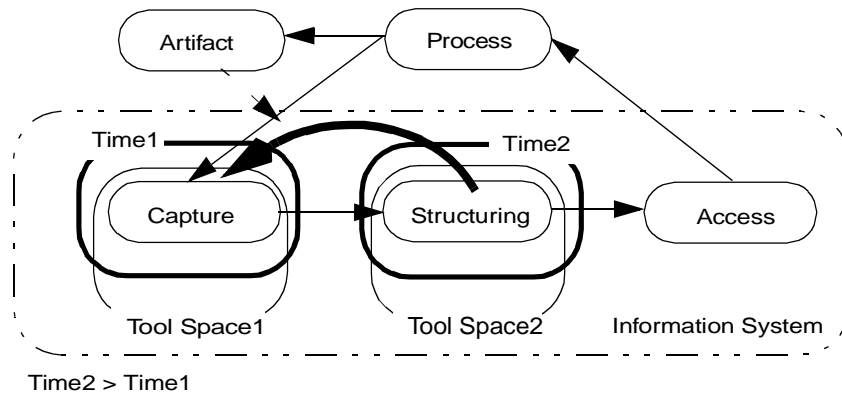 Artifact
Process
Time1
Time2
Capture
Structuring
Access
Tool Space1
Tool Space2
Information System
Time2 > Time1